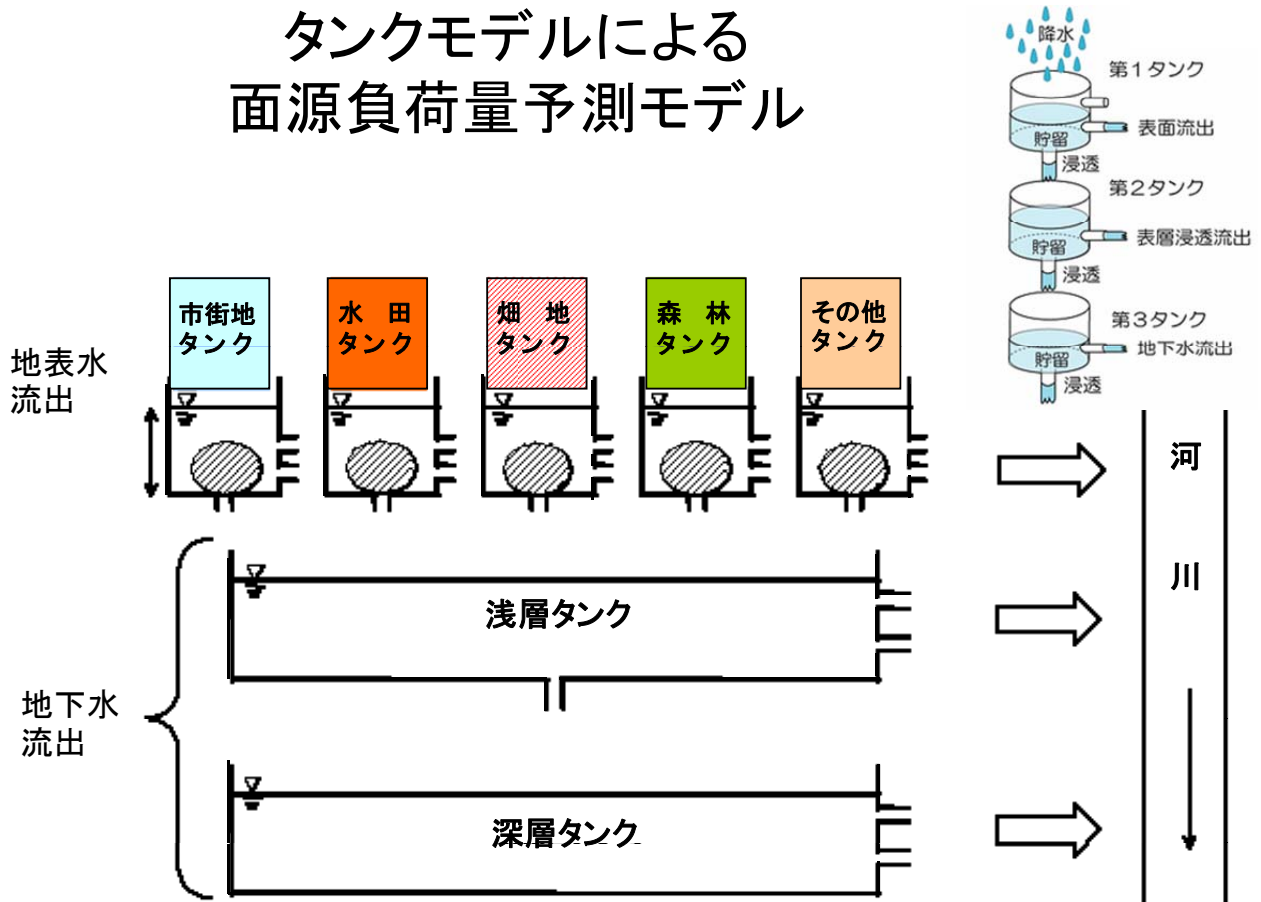 タンクモデルによる
面源負荷量予測モデル
降水
第1タンク
貯留
表面流出
浸透
第2タンク
貯留
表層浸透流出
浸透
第3タンク
貯留
地下水流出
浸透
市街地
タンク
水 田
タンク
畑 地
タンク
森 林
タンク
その他
タンク
地表水
流出
河
川
浅層タンク
地下水
流出
深層タンク